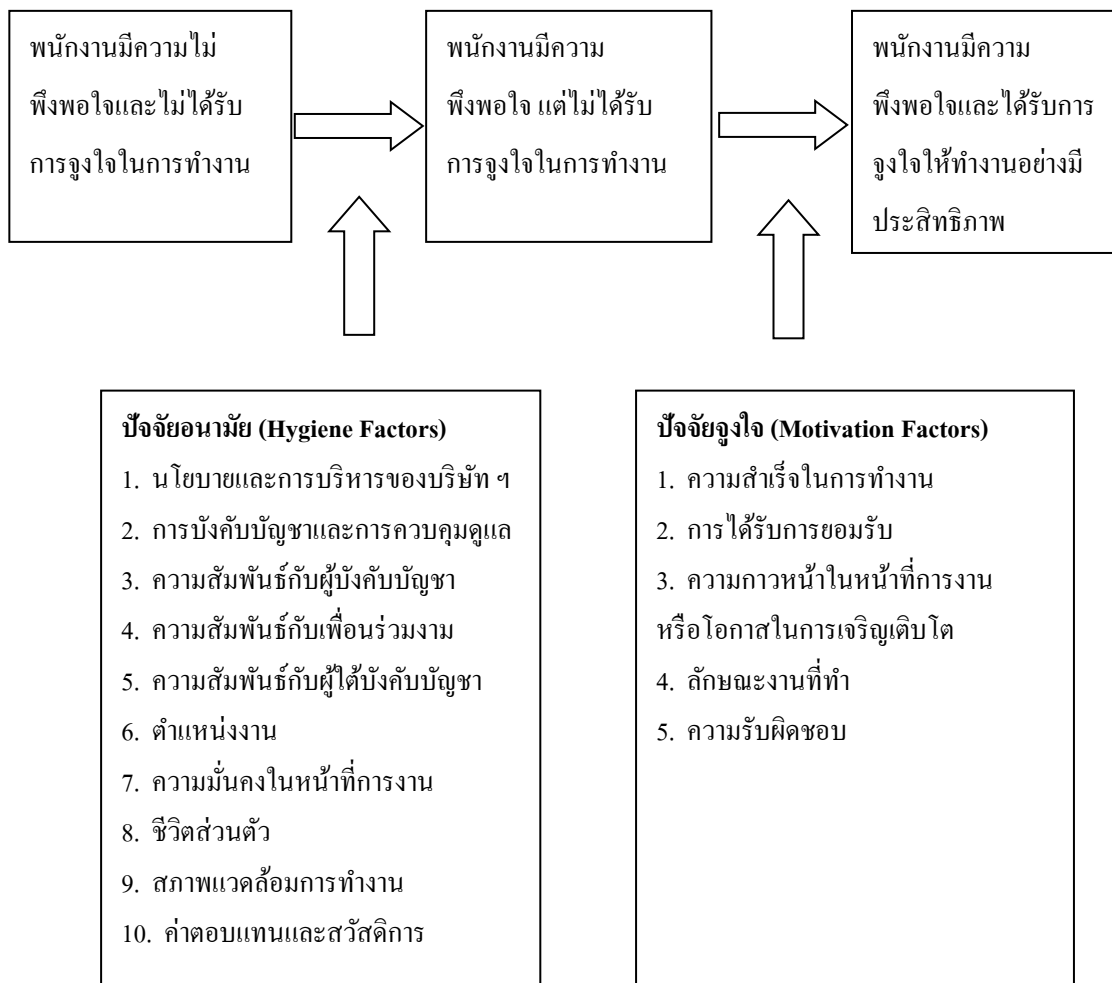 พนักงานมีความไม่
พึงพอใจและไม่ได้รับ
การจูงใจในการทำงาน
พนักงานมีความ
พึงพอใจ แต่ไม่ได้รับ
การจูงใจในการทำงาน
พนักงานมีความ
พึงพอใจและได้รับการ
จูงใจให้ทำงานอย่างมี
ประสิทธิภาพ
ปัจจัยอนามัย (Hygiene Factors)
1. นโยบายและการบริหารของบริษัท ฯ
2. การบังคับบัญชาและการควบคุมดูแล
3. ความสัมพันธ์กับผู้บังคับบัญชา
4. ความสัมพันธ์กับเพื่อนร่วมงาม
5. ความสัมพันธ์กับผู้ใต้บังคับบัญชา
6. ตำแหน่งงาน
7. ความมั่นคงในหน้าที่การงาน
8. ชีวิตส่วนตัว
9. สภาพแวดล้อมการทำงาน
10. ค่าตอบแทนและสวัสดิการ
ปัจจัยจูงใจ (Motivation Factors)
1. ความสำเร็จในการทำงาน
2. การได้รับการยอมรับ
3. ความกาวหน้าในหน้าที่การงาน
หรือโอกาสในการเจริญเติบโต
4. ลักษณะงานที่ทำ
5. ความรับผิดชอบ